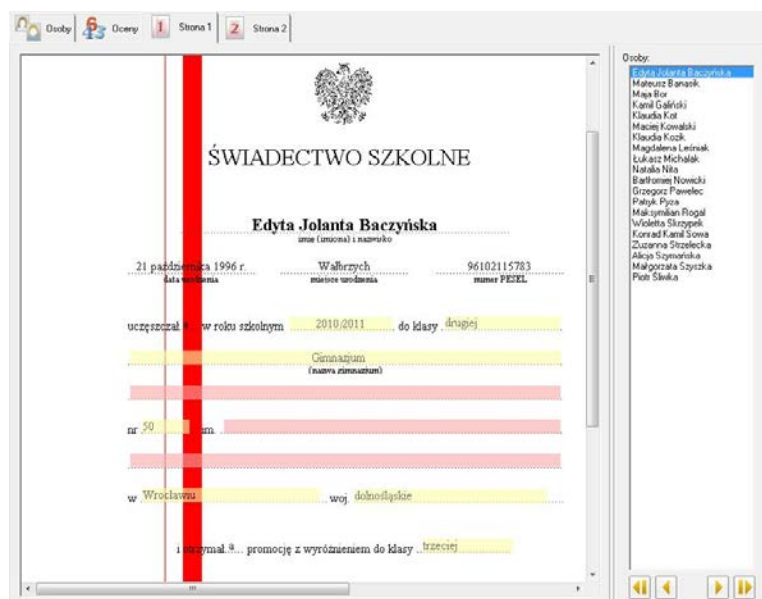 Osoby
Oceny
1 Strona 1
2 Strona 2
ŚWIADECTWO SZKOLNE
Edyta Jolanta Baczyńska
imię (imiona) i nazwisko
21 października 1996 r. Wałbrzych 96102115783
data urodzenia miejsce urodzenia numer PESEL
uczęszczał a w roku szkolnym 2010/2011 do klasy drugiej
Gimnazjum
(nazwa gimnazjum)
nr 50 im.
w Wrocławiu woj. dolnośląskie
i otrzymał a promocję z wyróżnieniem do klasy trzeciej
Osoby:
Edyta Jolanta Baczyńska
Mateusz Banasik
Maja Bor
Kamil Galiński
Klaudia Kot
Maciej Kowalski
Klaudia Kozik
Magdalena Leśniak
Łukasz Michalak
Natalia Nita
Bartłomiej Nowicki
Grzegorz Pawelec
Patryk Pyza
Maksymilian Rogal
Wioletta Skrzypek
Konrad Kamil Sowa
Zuzanna Strzelecka
Alicja Szymańska
Małgorzata Szyszka
Piotr Śliwka